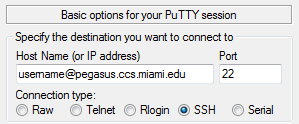 Basic options for your PuTTY session
Specify the destination you want to connect to
Host Name (or IP address) Port
username@pegasus.ccs.miami.edu 22
Connection type:
Raw Telnet Rlogin SSH Serial